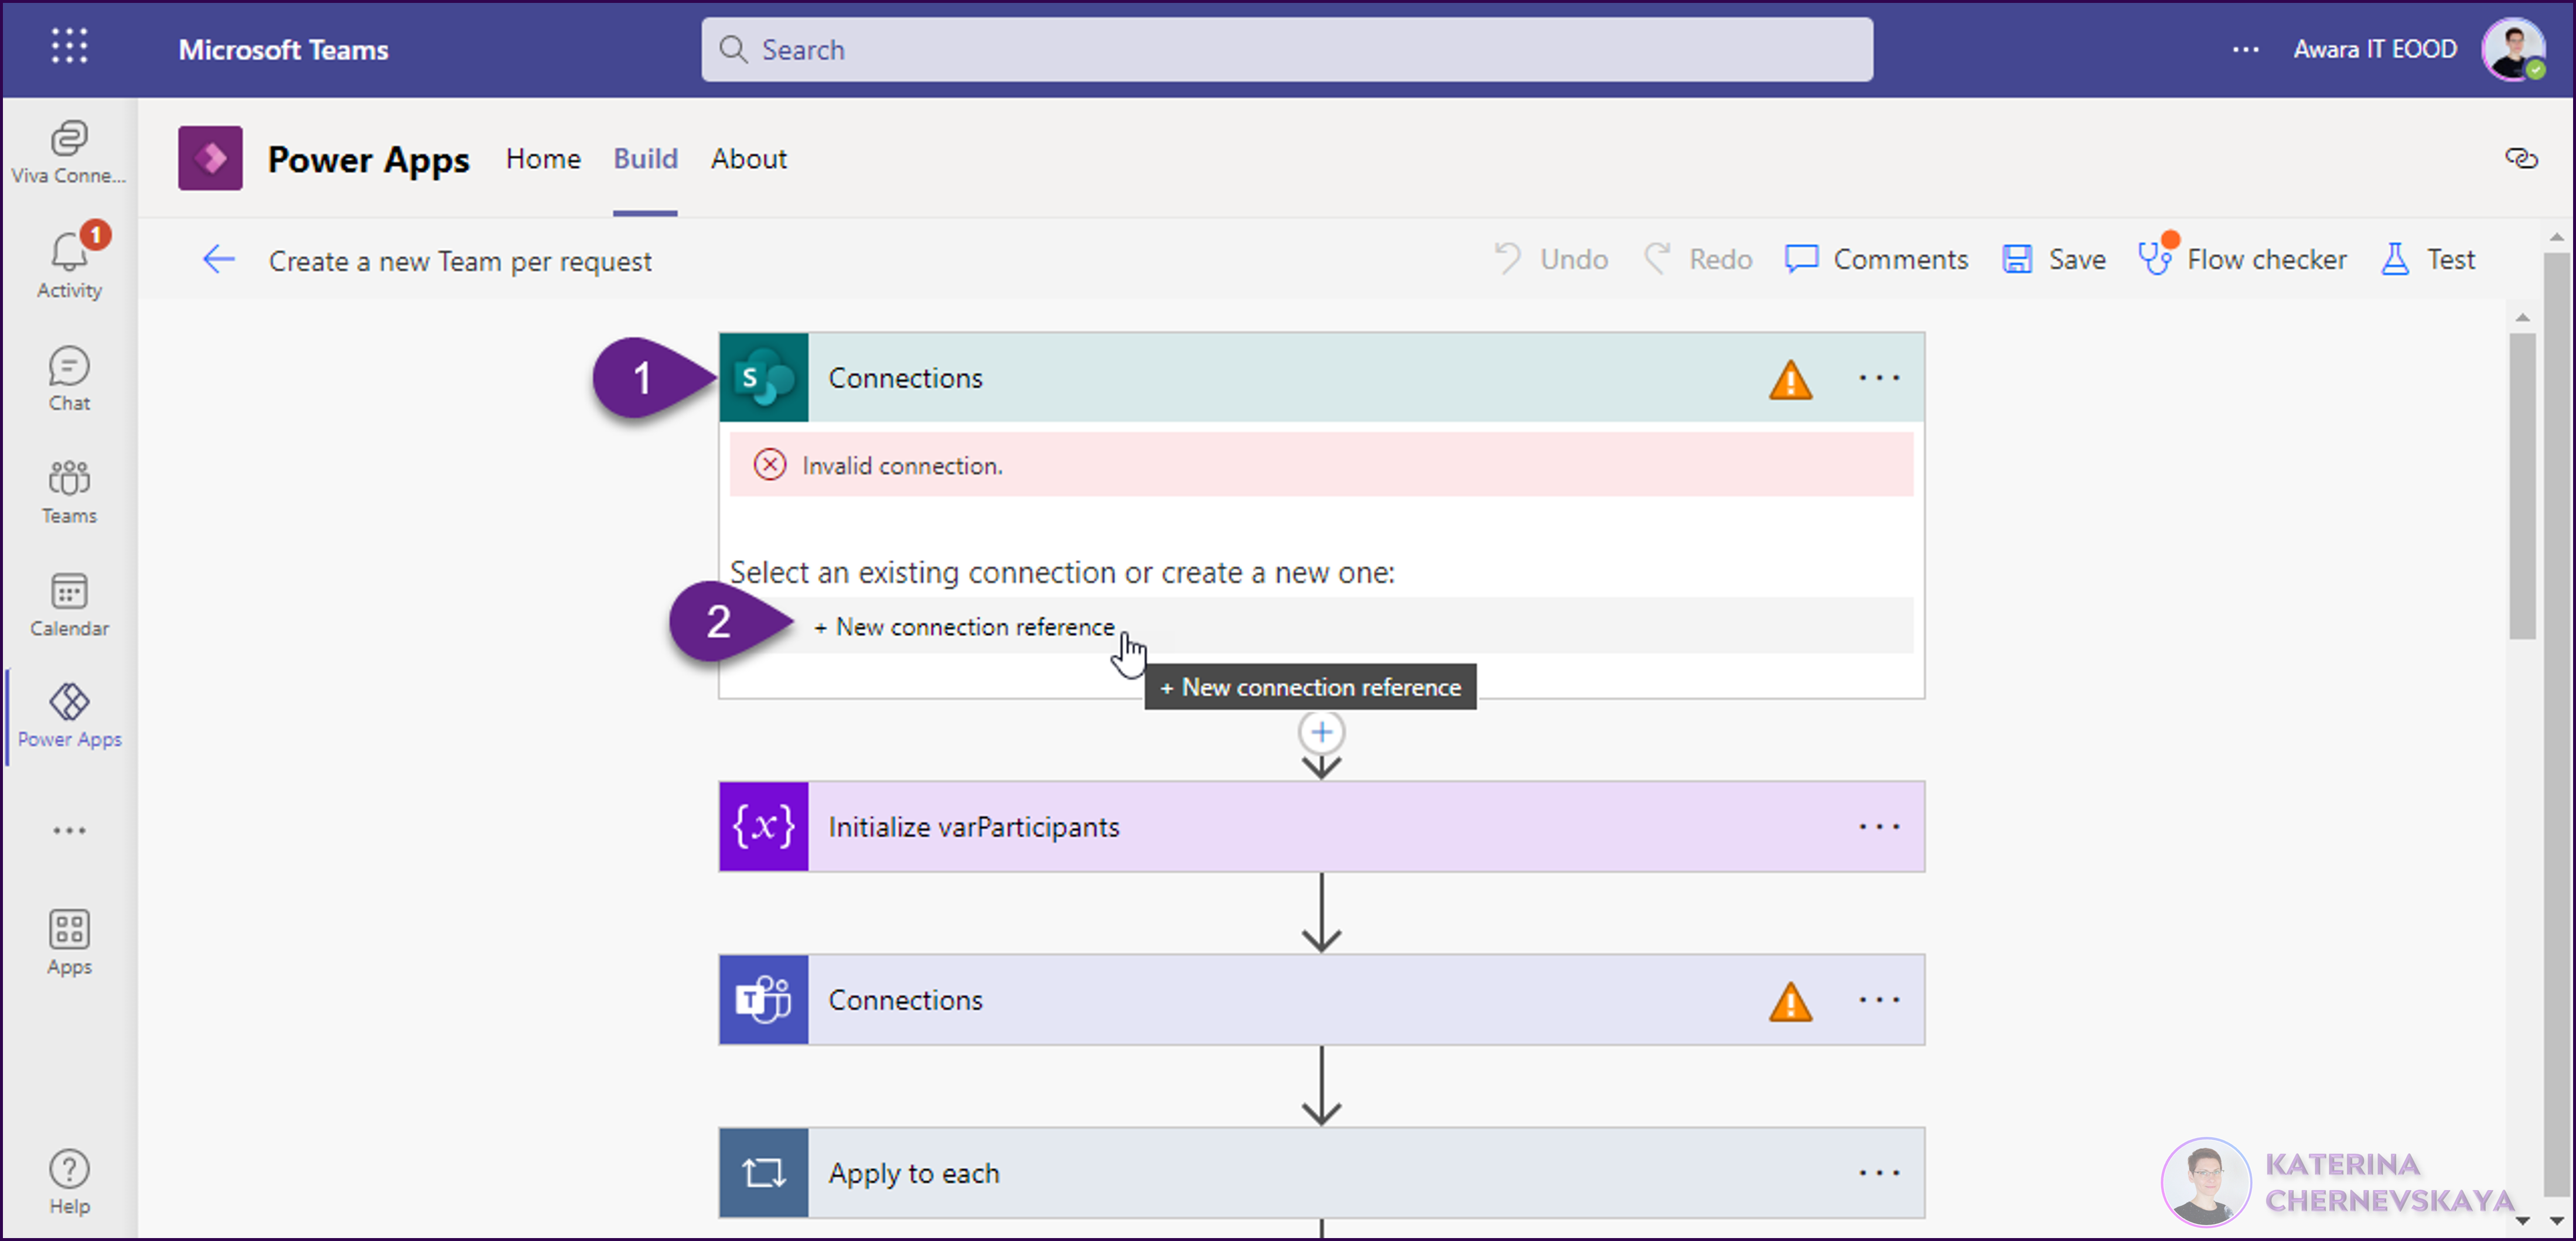 Microsoft Teams
Search
Awara IT EOOD
Viva Conne...
1
Activity
Chat
Teams
Calendar
Power Apps
Apps
Help
Power Apps Home Build About
Create a new Team per request
Undo Redo Comments Save Flow checker Test
1
S
Connections
Invalid connection.
Select an existing connection or create a new one:
2
+ New connection reference
+ New connection reference
{x}
Initialize varParticipants
T
Connections
Apply to each
KATERINA
CHERNEVSKAYA